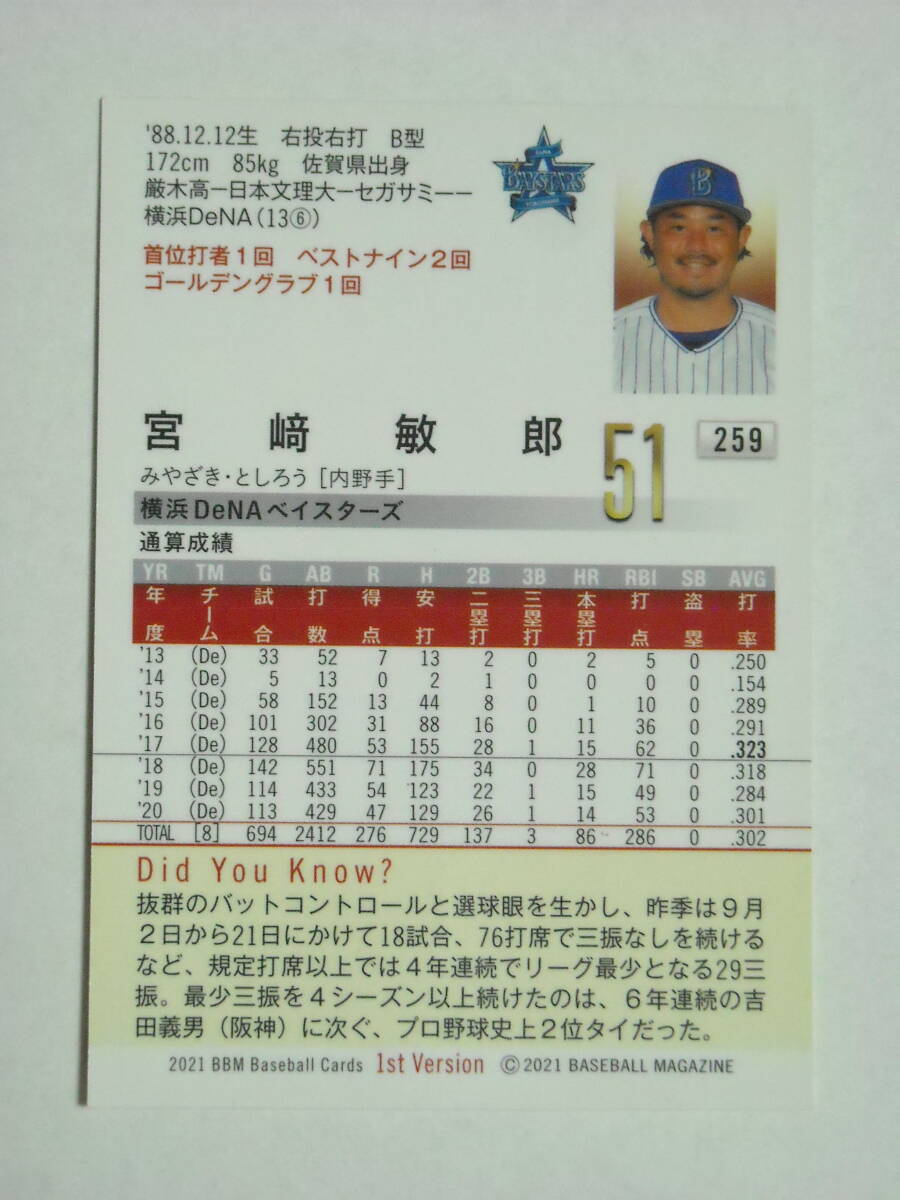 '88.12.12生 右投右打 B型
172cm 85kg 佐賀県出身
厳木高ー日本文理大ーセガサミーー
横浜DeNA（13⑥）
首位打者1回 ベストナイン2回
ゴールデングラブ1回
DeNA
BAYSTARS
YOKOHAMA
B
宮﨑敏郎
51
259
みやざき・としろう［内野手］
横浜DeNAベイスターズ
通算成績
YR TM G AB R H 2B 3B HR RBI SB AVG
年度 チーム 試合 打数 得点 安打 二塁打 三塁打 本塁打 打点 盗塁 打率
'13 (De) 33 52 7 13 2 0 2 5 0 .250
'14 (De) 5 13 0 2 1 0 0 0 0 .154
'15 (De) 58 152 13 44 8 0 1 10 0 .289
'16 (De) 101 302 31 88 16 0 11 36 0 .291
'17 (De) 128 480 53 155 28 1 15 62 0 .323
'18 (De) 142 551 71 175 34 0 28 71 0 .318
'19 (De) 114 433 54 123 22 1 15 49 0 .284
'20 (De) 113 429 47 129 26 1 14 53 0 .301
TOTAL [8] 694 2412 276 729 137 3 86 286 0 .302
Did You Know?
抜群のバットコントロールと選球眼を生かし、昨季は9月
2日から21日にかけて18試合、76打席で三振なしを続ける
など、規定打席以上では4年連続でリーグ最少となる29三
振。最少三振を4シーズン以上続けたのは、6年連続の吉
田義男（阪神）に次ぐ、プロ野球史上2位タイだった。
2021 BBM Baseball Cards 1st Version ©2021 BASEBALL MAGAZINE